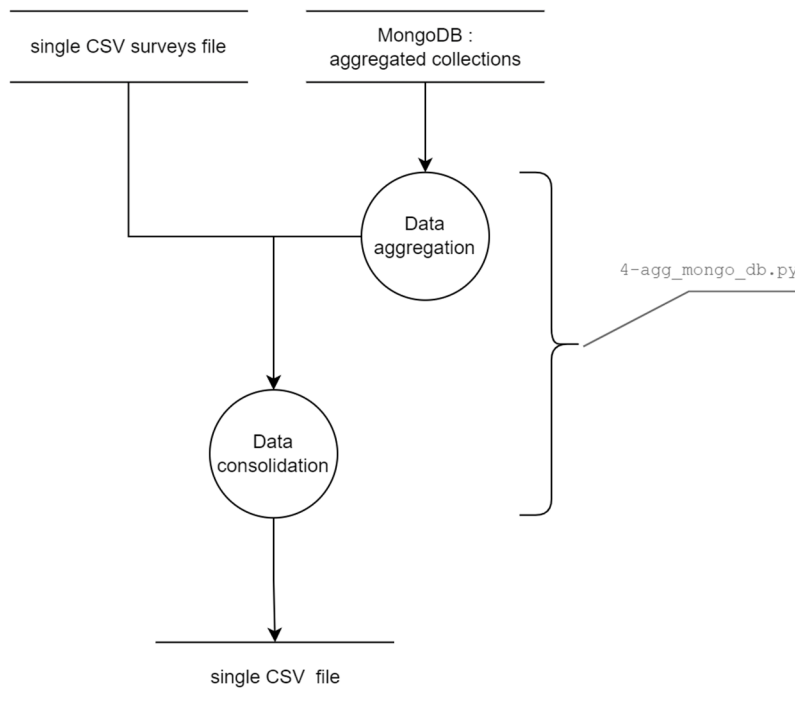 single CSV surveys file
MongoDB :
aggregated collections
Data
aggregation
4-agg_mongo_db.py
Data
consolidation
single CSV  file